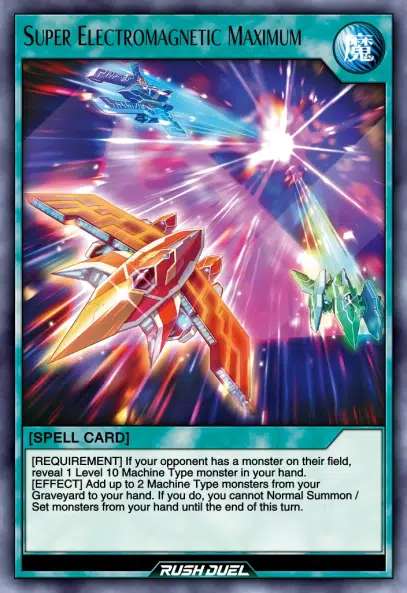 Super Electromagnetic Maximum
魔
[SPELL CARD]
[REQUIREMENT] If your opponent has a monster on their field,
reveal 1 Level 10 Machine Type monster in your hand.
[EFFECT] Add up to 2 Machine Type monsters from your
Graveyard to your hand. If you do, you cannot Normal Summon /
Set monsters from your hand until the end of this turn.
RUSH DUEL